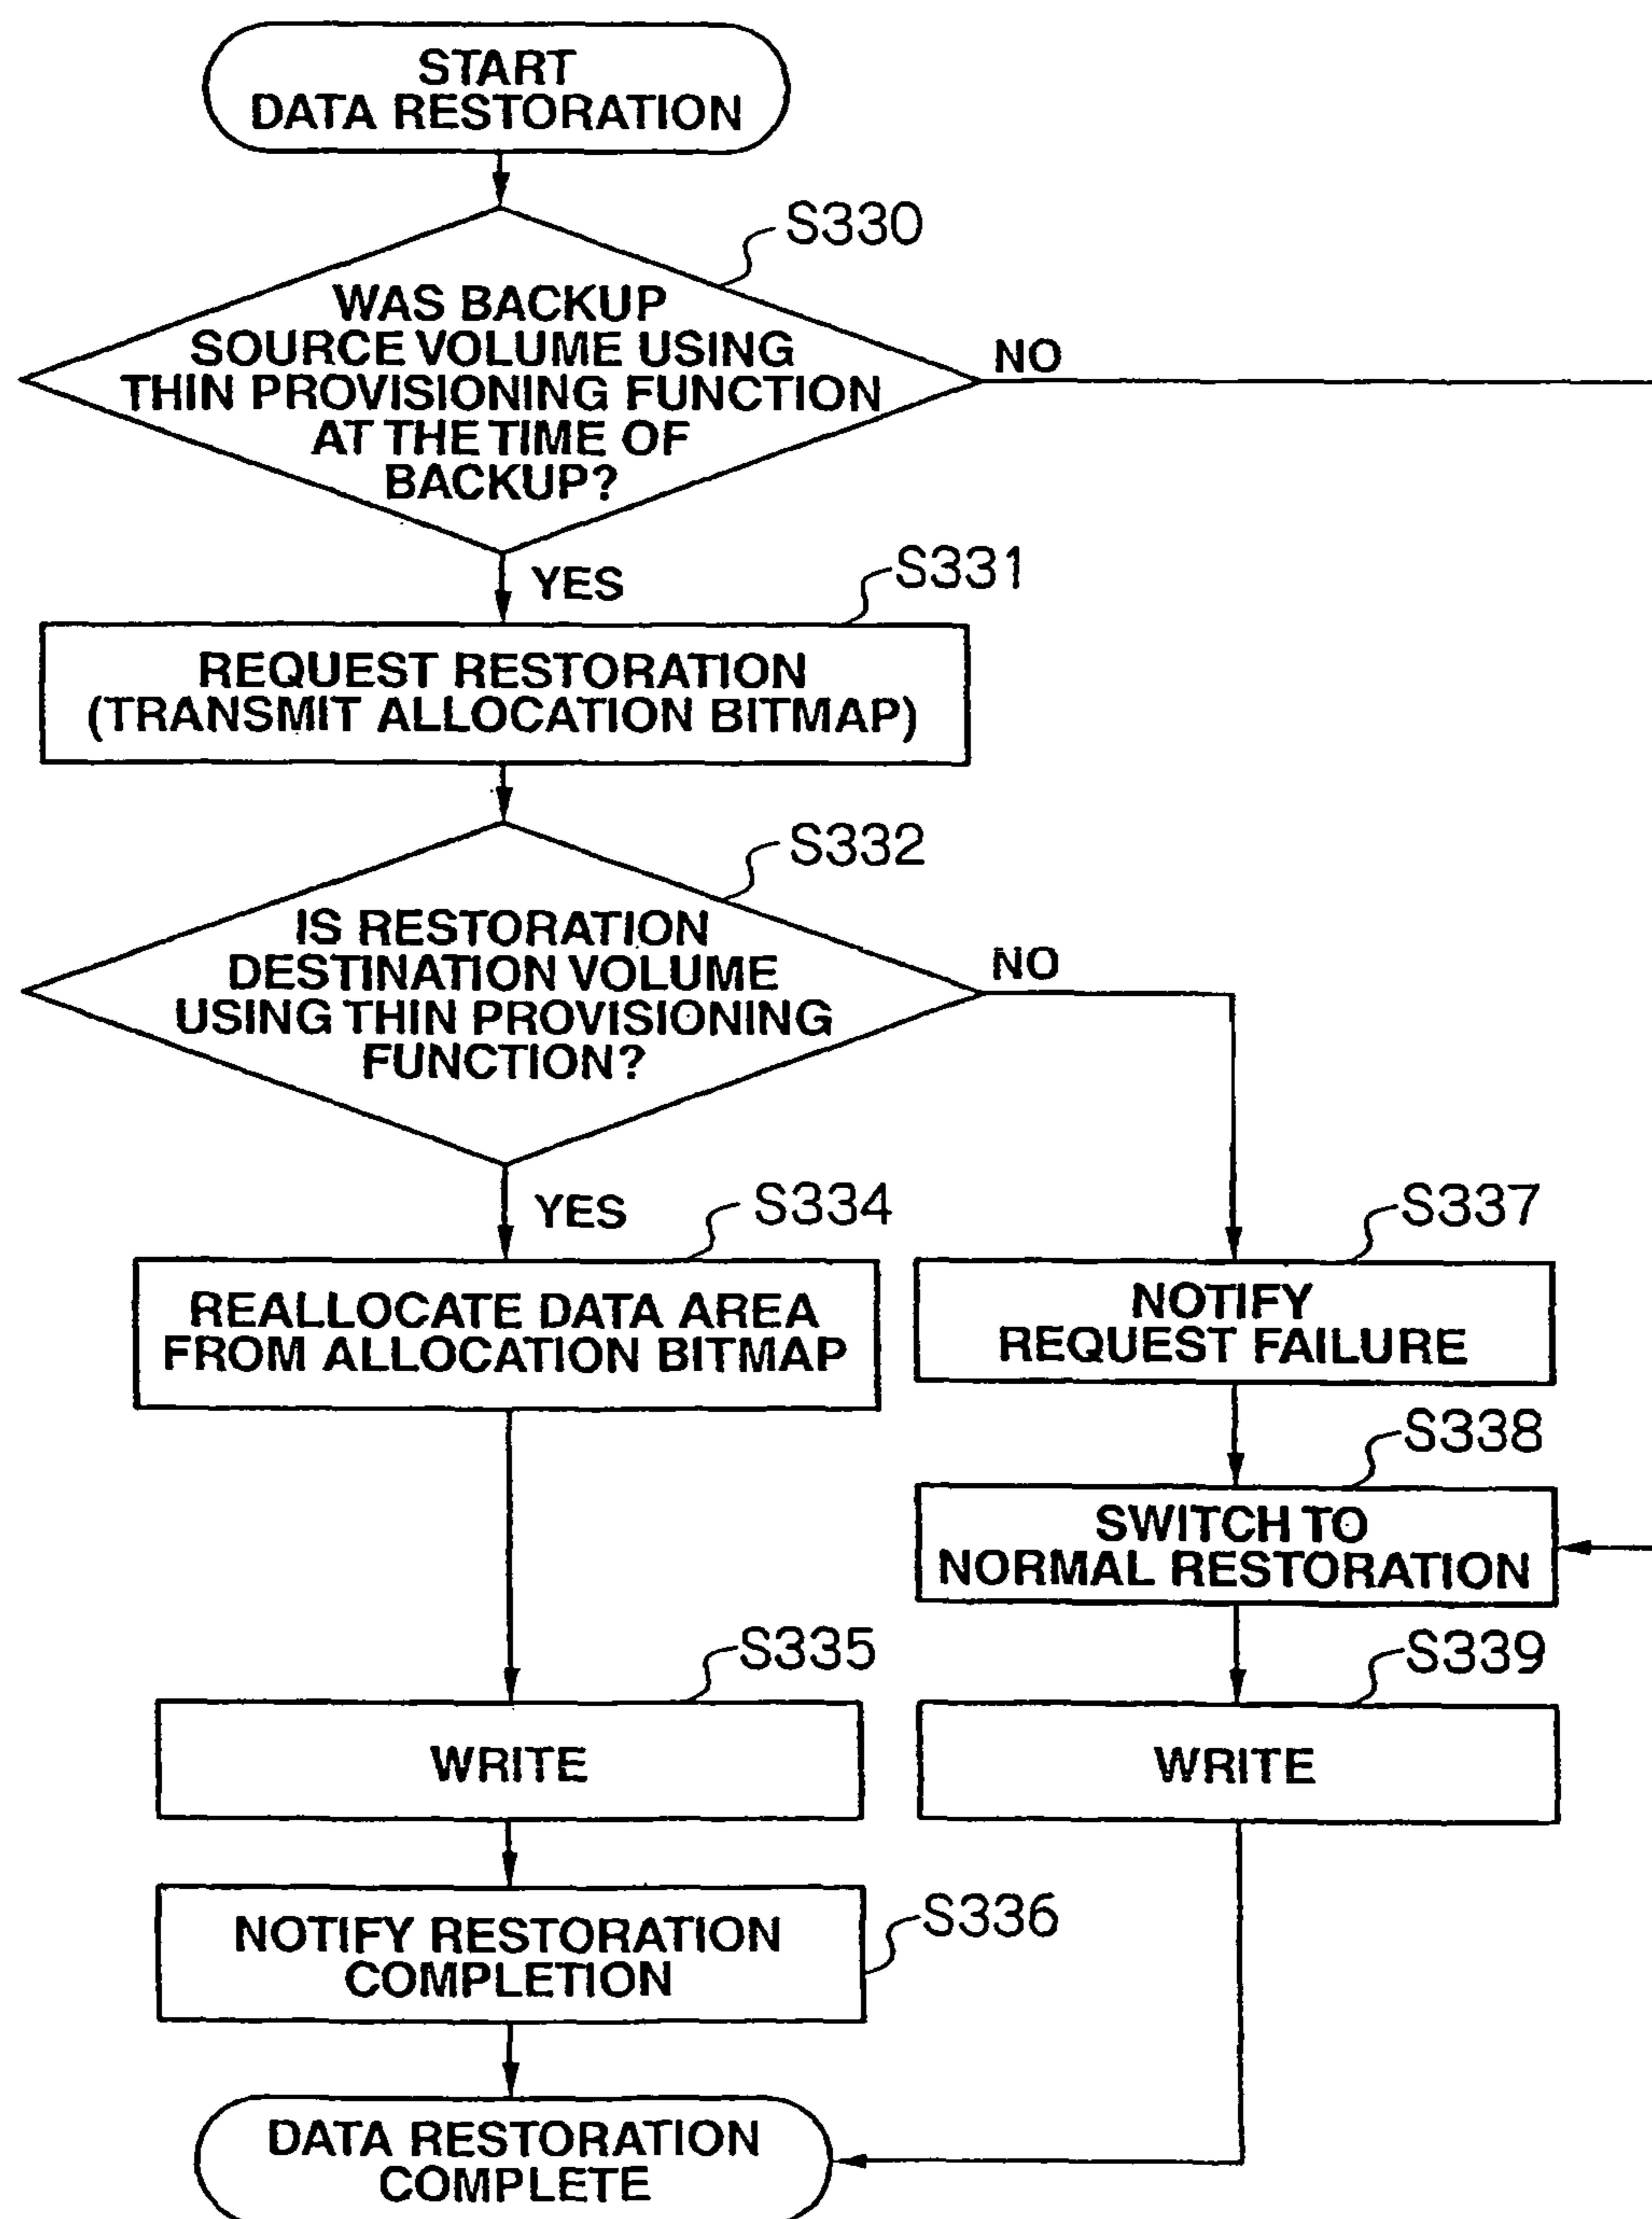 START
DATA RESTORATION
S330
WAS BACKUP
SOURCE VOLUME USING
THIN PROVISIONING FUNCTION
AT THE TIME OF
BACKUP?
NO
YES
S331
REQUEST RESTORATION
(TRANSMIT ALLOCATION BITMAP)
S332
IS RESTORATION
DESTINATION VOLUME
USING THIN PROVISIONING
FUNCTION?
NO
YES
S334
REALLOCATE DATA AREA
FROM ALLOCATION BITMAP
S337
NOTIFY
REQUEST FAILURE
S338
SWITCH TO
NORMAL RESTORATION
S335
WRITE
S339
WRITE
S336
NOTIFY RESTORATION
COMPLETION
DATA RESTORATION
COMPLETE